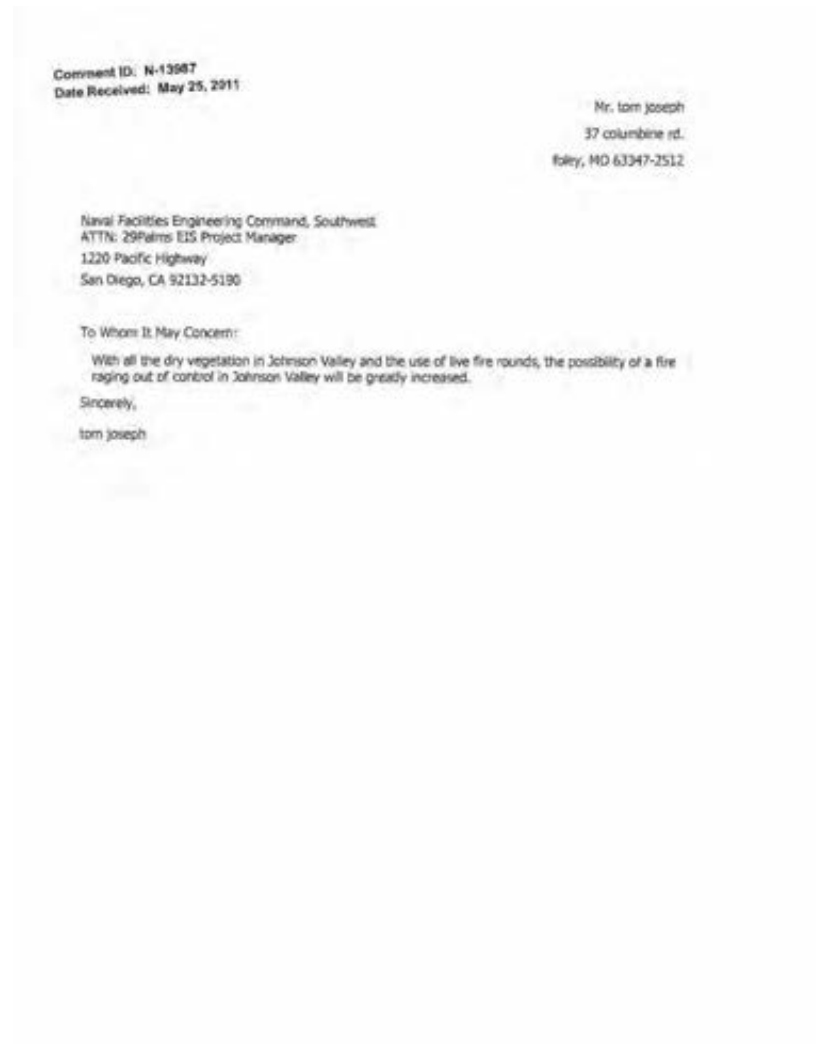 Comment ID: N-13987
Date Received: May 25, 2011
Mr. tom joseph
37 columbine rd.
foley, MO 63347-2512
Naval Facilities Engineering Command, Southwest
ATTN: 29Palms EIS Project Manager
1220 Pacific Highway
San Diego, CA 92132-5190
To Whom It May Concern:
With all the dry vegetation in Johnson Valley and the use of live fire rounds, the possibility of a fire
raging out of control in Johnson Valley will be greatly increased.
Sincerely,
tom joseph